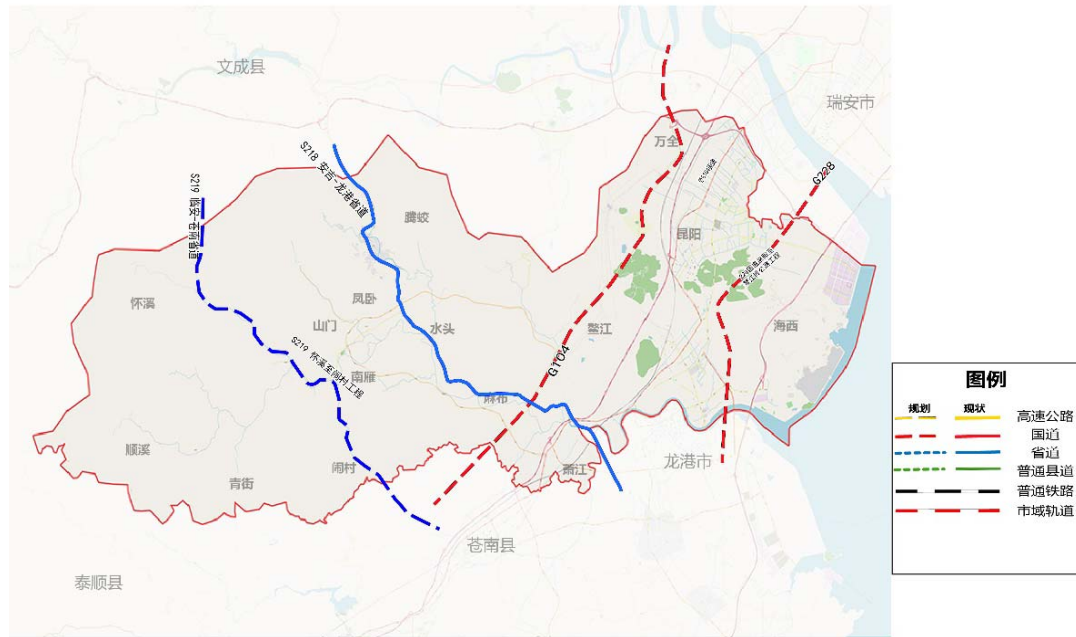 文成县
瑞安市
万全
G228
S218 安吉-龙港省道
S219 临安-苍南省道
腾蛟
昆阳
怀溪
凤卧
山门
水头
鳌江
海西
S219 怀溪至闹村工程
南雁
G104
麻布
顺溪
青街
闹村
萧江
龙港市
苍南县
泰顺县
图例
规划 现状
高速公路
国道
省道
普通县道
普通铁路
市域轨道